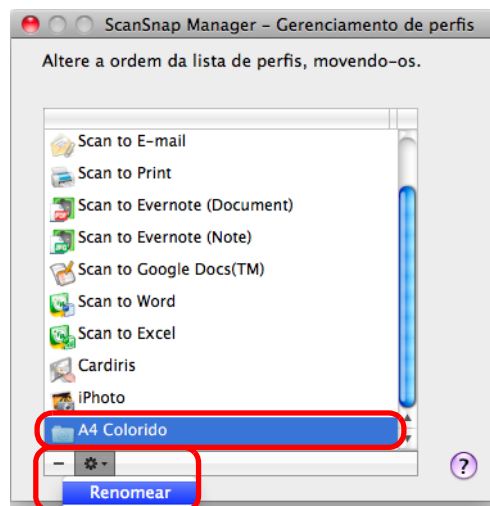 ScanSnap Manager – Gerenciamento de perfis
Altere a ordem da lista de perfis, movendo-os.
Scan to E-mail
Scan to Print
Scan to Evernote (Document)
Scan to Evernote (Note)
Scan to Google Docs(TM)
Scan to Word
Scan to Excel
Cardiris
iPhoto
A4 Colorido
Renomear